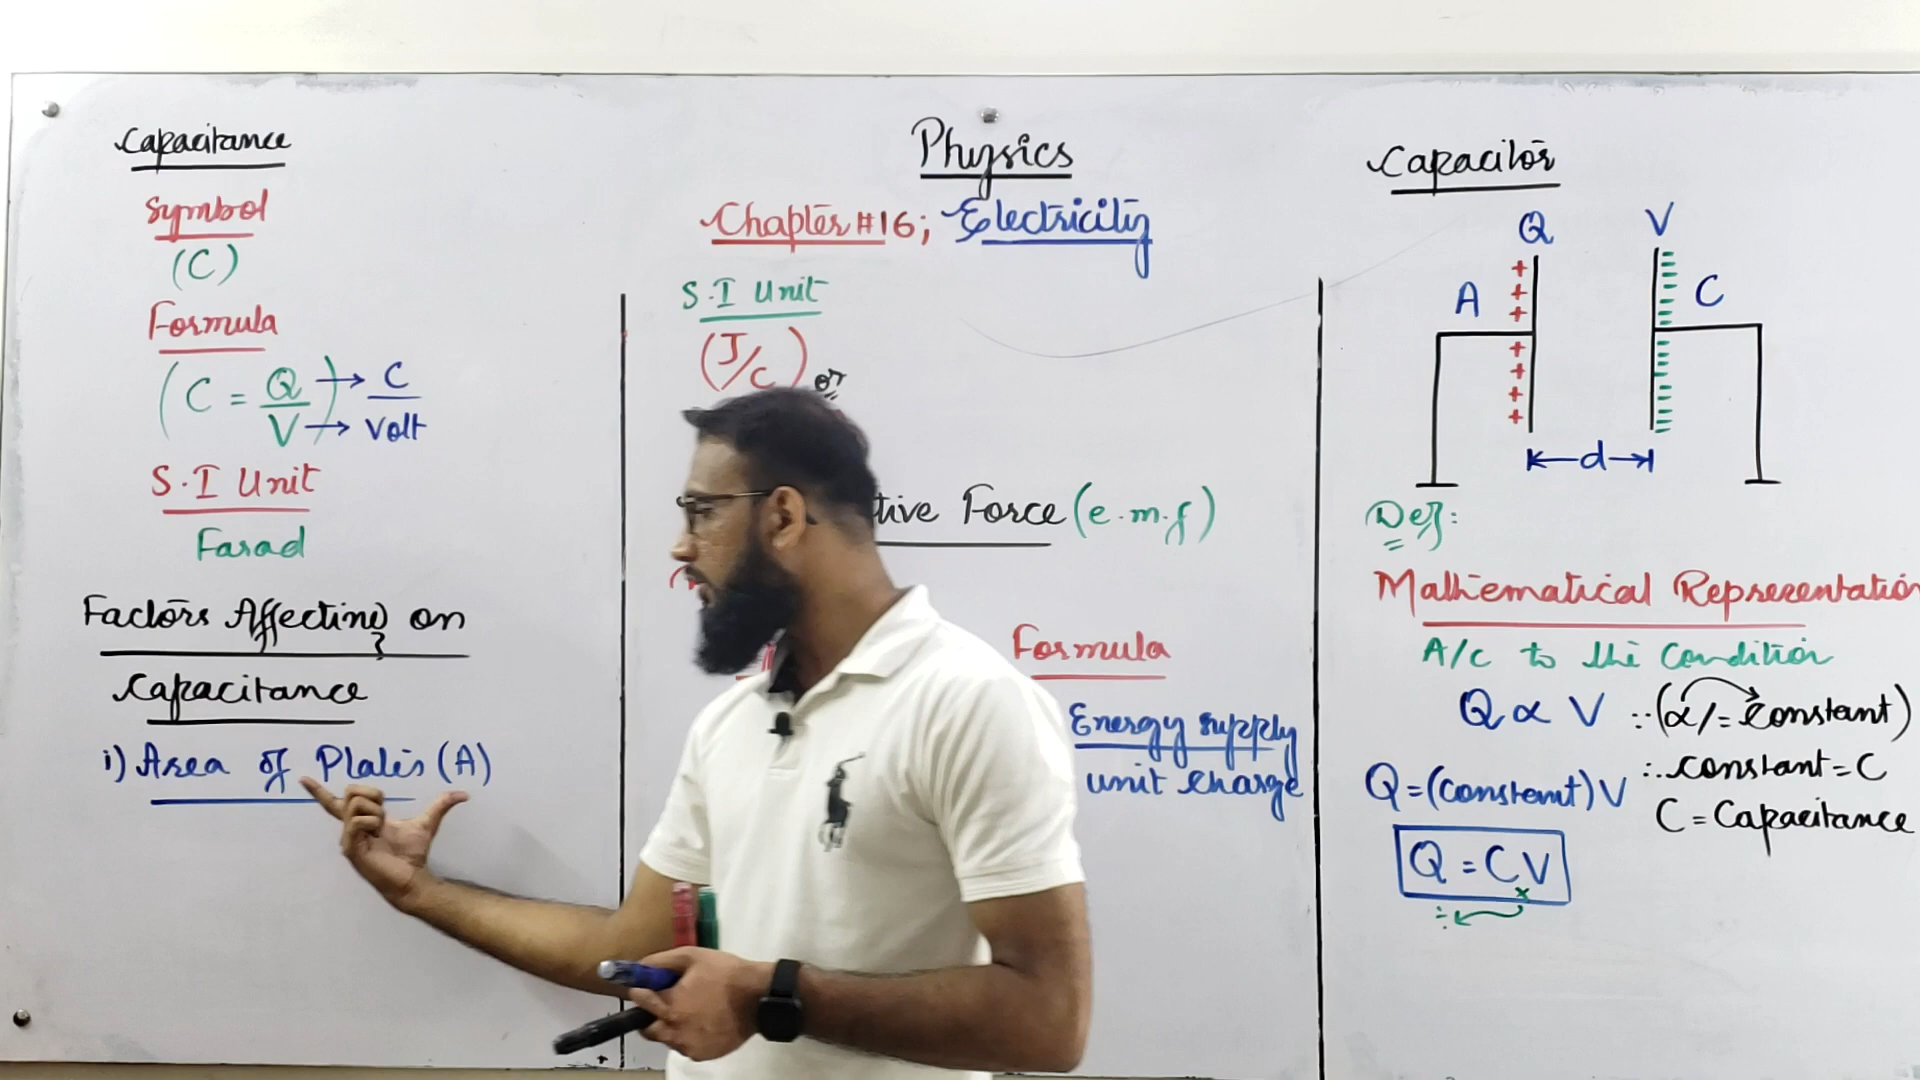 Capacitance
Symbol
(C)
Formula
(C = Q/V) → C
→ Volt
S.I Unit
Farad
Factors Affecting on
Capacitance
i) Area of Plates (A)
Physics
Chapter #16; Electricity
S.I Unit
(J/C) or
tive Force (e.m.f)
Formula
Energy supply
unit charge
Capacitor
Q V
+
+
+
A C
+
+
+
+
d
Def:
Mathematical Representation
A/c to the Condition
Q ∝ V ∵ (∝/= Constant)
Q = (constant) V ∴ constant = C
C = Capacitance
Q = CV
÷ ×